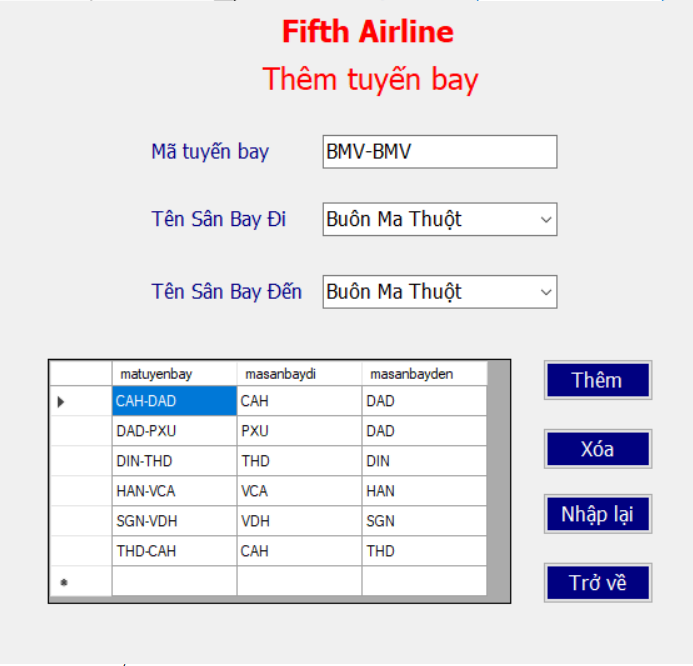 Fifth Airline
Thêm tuyến bay
Mã tuyến bay BMV-BMV
Tên Sân Bay Đi Buôn Ma Thuột
Tên Sân Bay Đến Buôn Ma Thuột
matuyenbay masanbaydi masanbayden
CAH-DAD CAH DAD
DAD-PXU PXU DAD
DIN-THD THD DIN
HAN-VCA VCA HAN
SGN-VDH VDH SGN
THD-CAH CAH THD
Thêm
Xóa
Nhập lại
Trở về